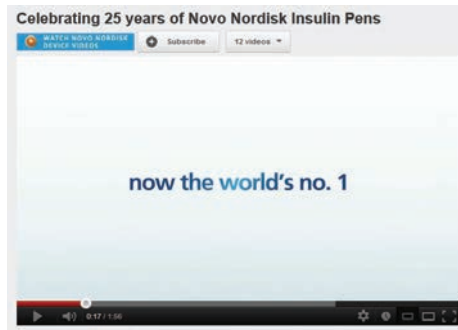 Celebrating 25 years of Novo Nordisk Insulin Pens
WATCH NOVO NORDISK
DEVICE VIDEOS
Subscribe
12 videos
now the world's no. 1
0:17 / 1:56